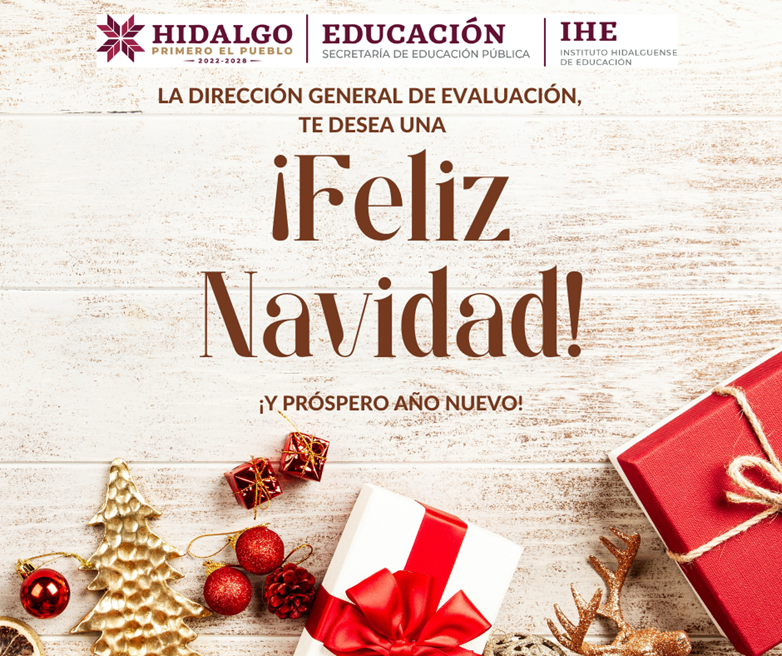 HIDALGO
PRIMERO EL PUEBLO
2022-2028
EDUCACIÓN
SECRETARÍA DE EDUCACIÓN PÚBLICA
IHE
INSTITUTO HIDALGUENSE
DE EDUCACIÓN
LA DIRECCIÓN GENERAL DE EVALUACIÓN,
TE DESEA UNA
¡Feliz
Navidad!
¡Y PRÓSPERO AÑO NUEVO!